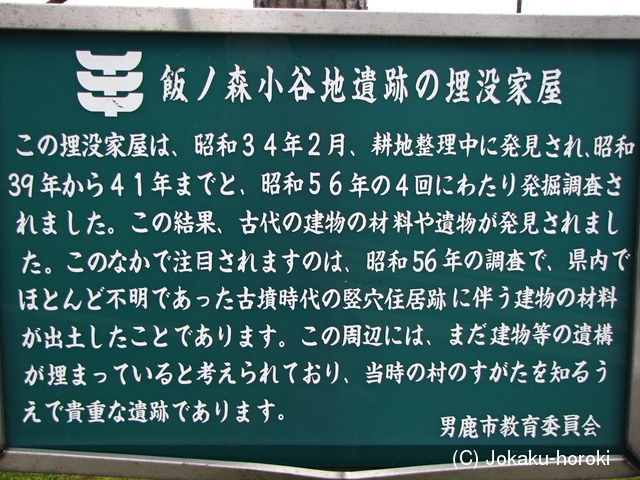 飯ノ森小谷地遺跡の埋没家屋
この埋没家屋は、昭和34年2月、耕地整理中に発見され、昭和
39年から41年までと、昭和56年の4回にわたり発掘調査さ
れました。この結果、古代の建物の材料や遺物が発見されまし
た。このなかで注目されますのは、昭和56年の調査で、県内で
ほとんど不明であった古墳時代の竪穴住居跡に伴う建物の材料
が出土したことであります。この周辺には、まだ建物等の遺構
が埋まっていると考えられており、当時の村のすがたを知るう
えで貴重な遺跡であります。
男鹿市教育委員会
(C) Jokaku-horoki